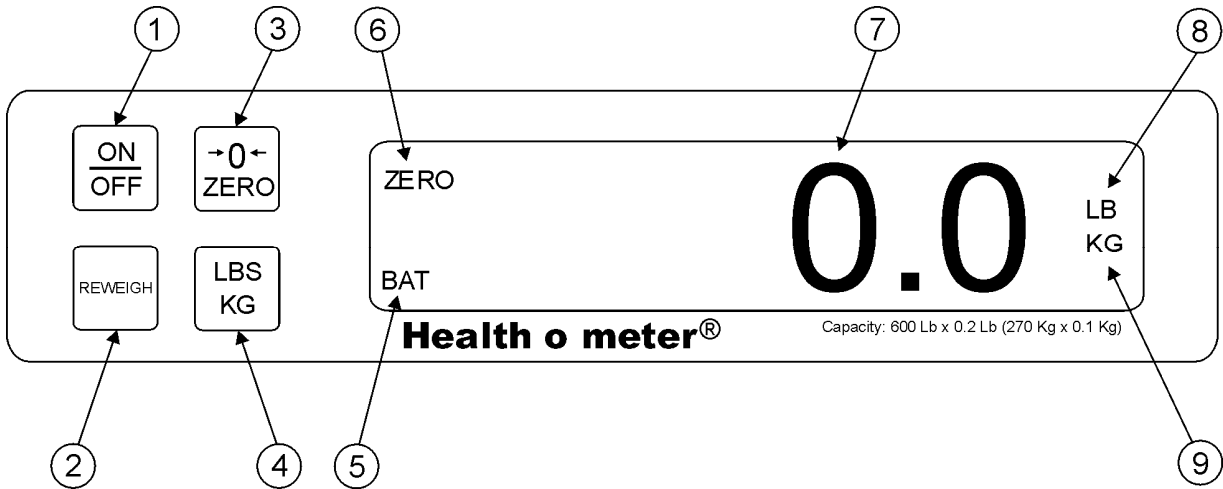 1
3
6
7
8
ON
OFF
→0←
ZERO
ZERO
0.0
LB
KG
REWEIGH
LBS
KG
BAT
Health o meter®
Capacity: 600 Lb x 0.2 Lb (270 Kg x 0.1 Kg)
2
4
5
9